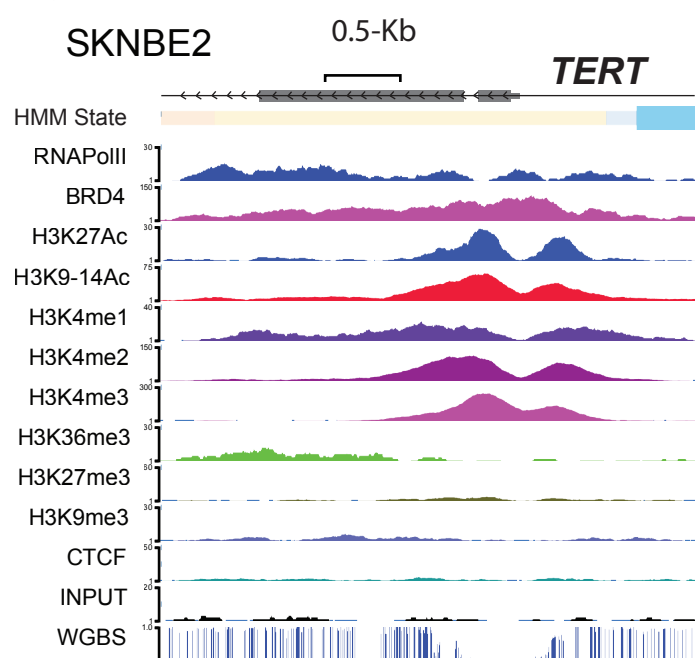 SKNBE2
0.5-Kb
TERT
HMM State
RNAPolII
30
1
BRD4
150
1
H3K27Ac
30
1
H3K9-14Ac
75
1
H3K4me1
40
1
H3K4me2
150
1
H3K4me3
300
1
H3K36me3
30
1
H3K27me3
1
H3K9me3
30
1
CTCF
50
1
INPUT
20
1
WGBS
1.0